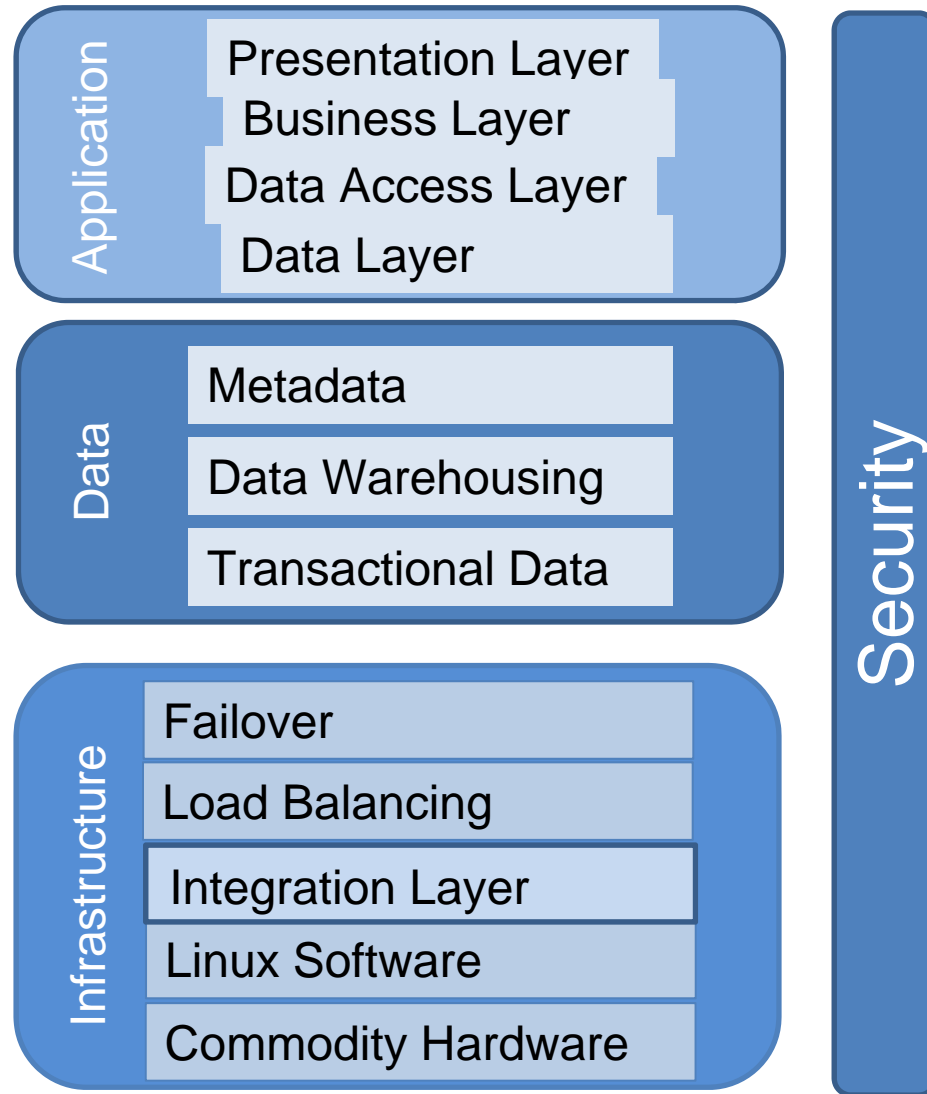 Application
Presentation Layer
Business Layer
Data Access Layer
Data Layer
Data
Metadata
Data Warehousing
Transactional Data
Infrastructure
Failover
Load Balancing
Integration Layer
Linux Software
Commodity Hardware
Security